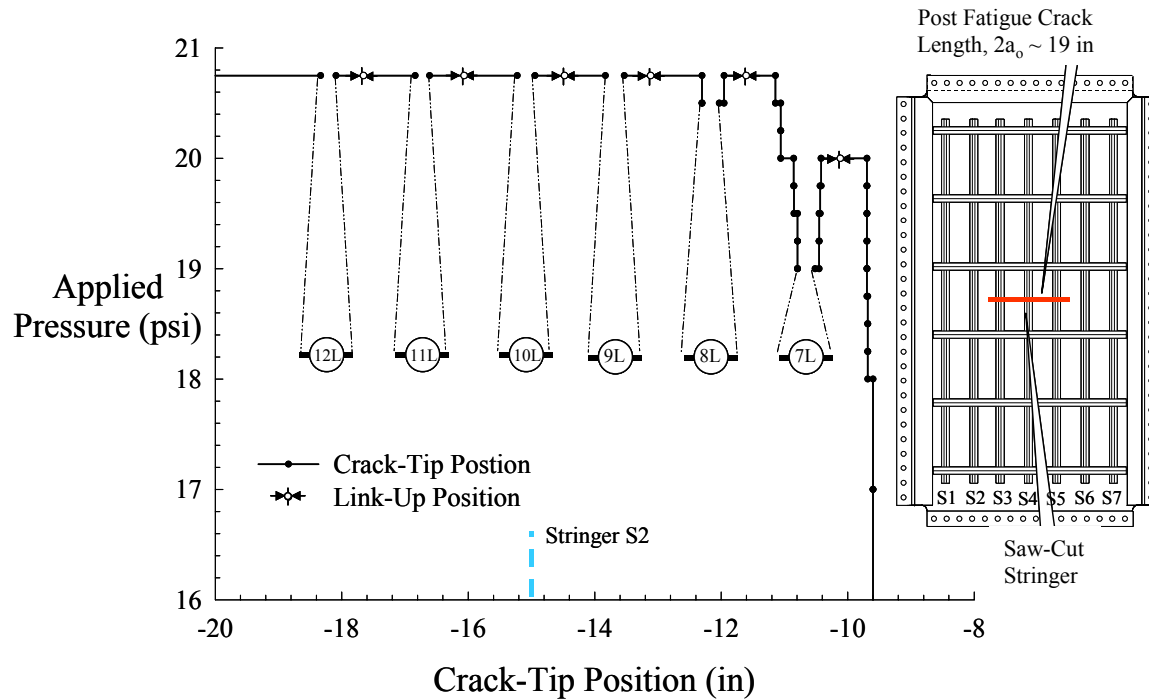 Post Fatigue Crack
Length, 2ao ~ 19 in
21
20
19
18
17
16
Applied
Pressure (psi)
12L
11L
10L
9L
8L
7L
Crack-Tip Postion
Link-Up Position
Stringer S2
-20
-18
-16
-14
-12
-10
-8
Crack-Tip Position (in)
S1 S2 S3 S4 S5 S6 S7
Saw-Cut
Stringer